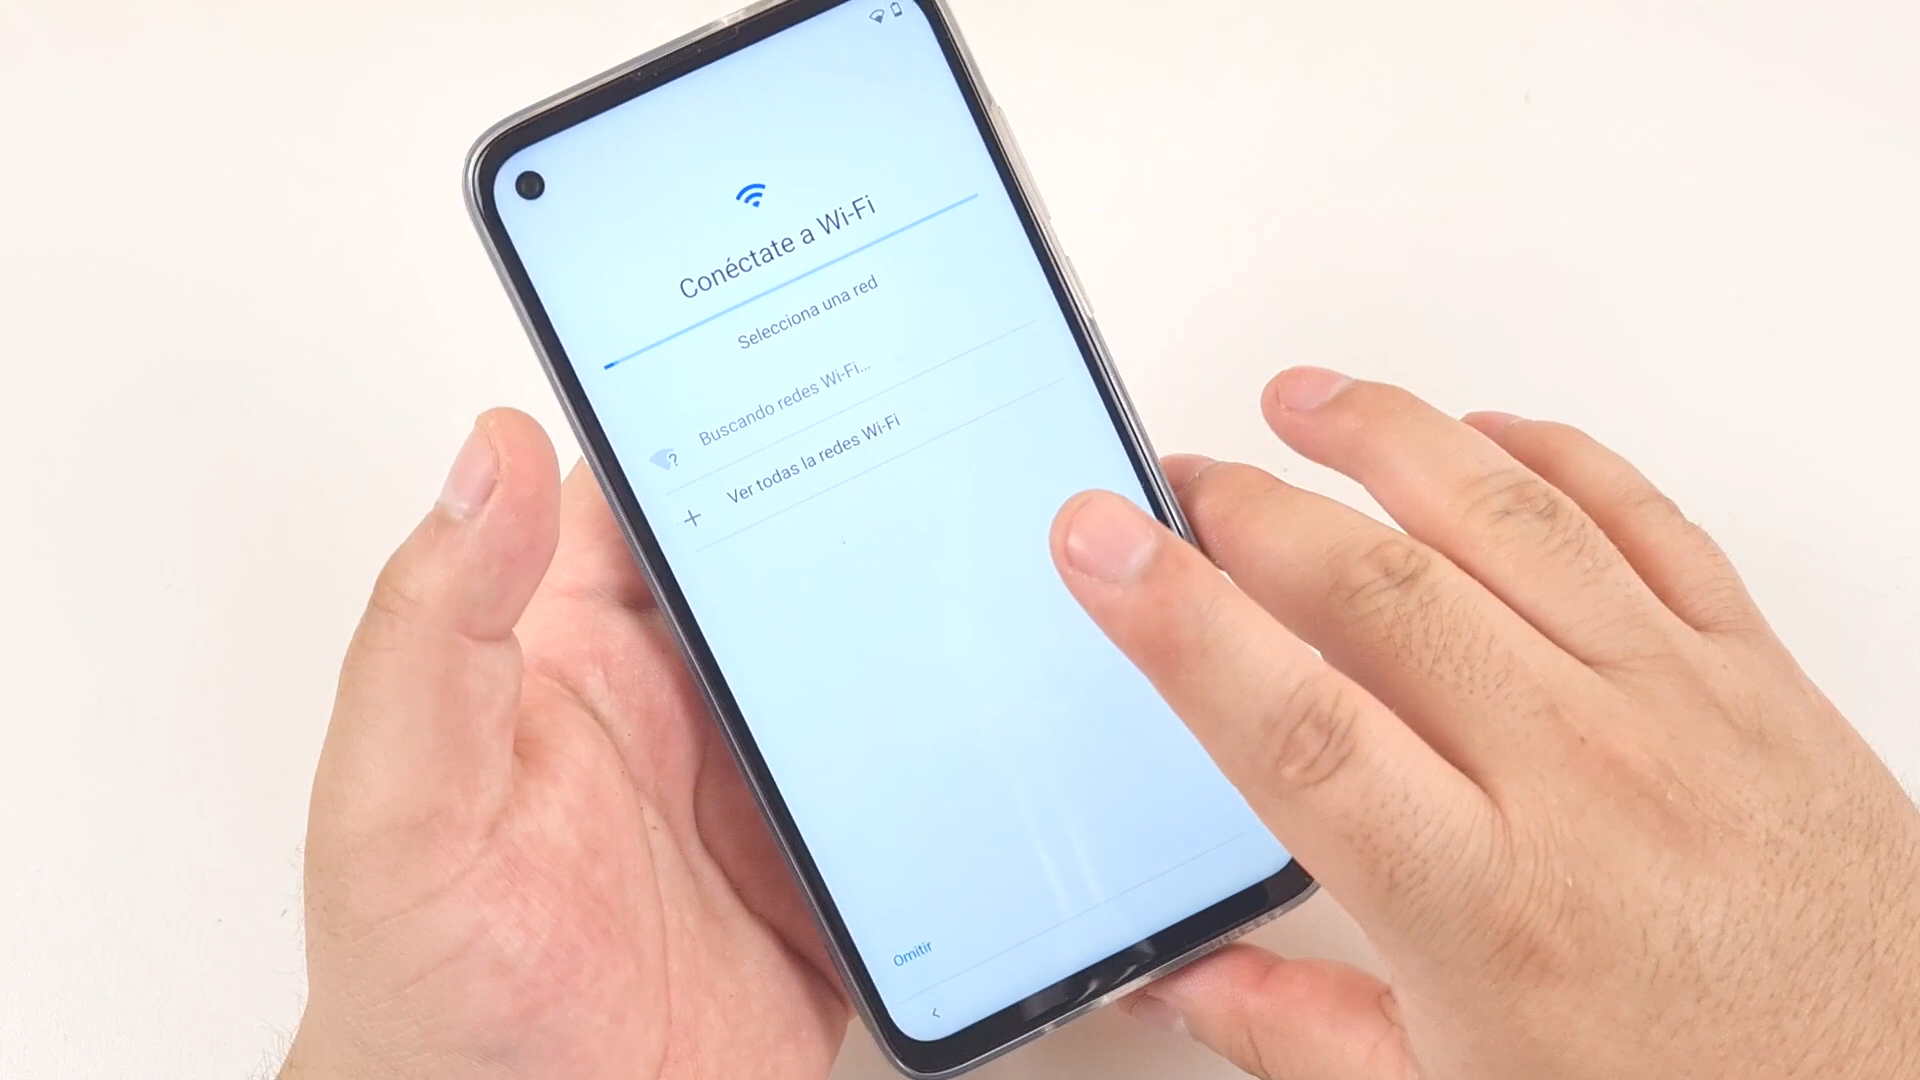 Conéctate a Wi-Fi
Selecciona una red
Buscando redes Wi-Fi...
Ver todas la redes Wi-Fi
Omitir